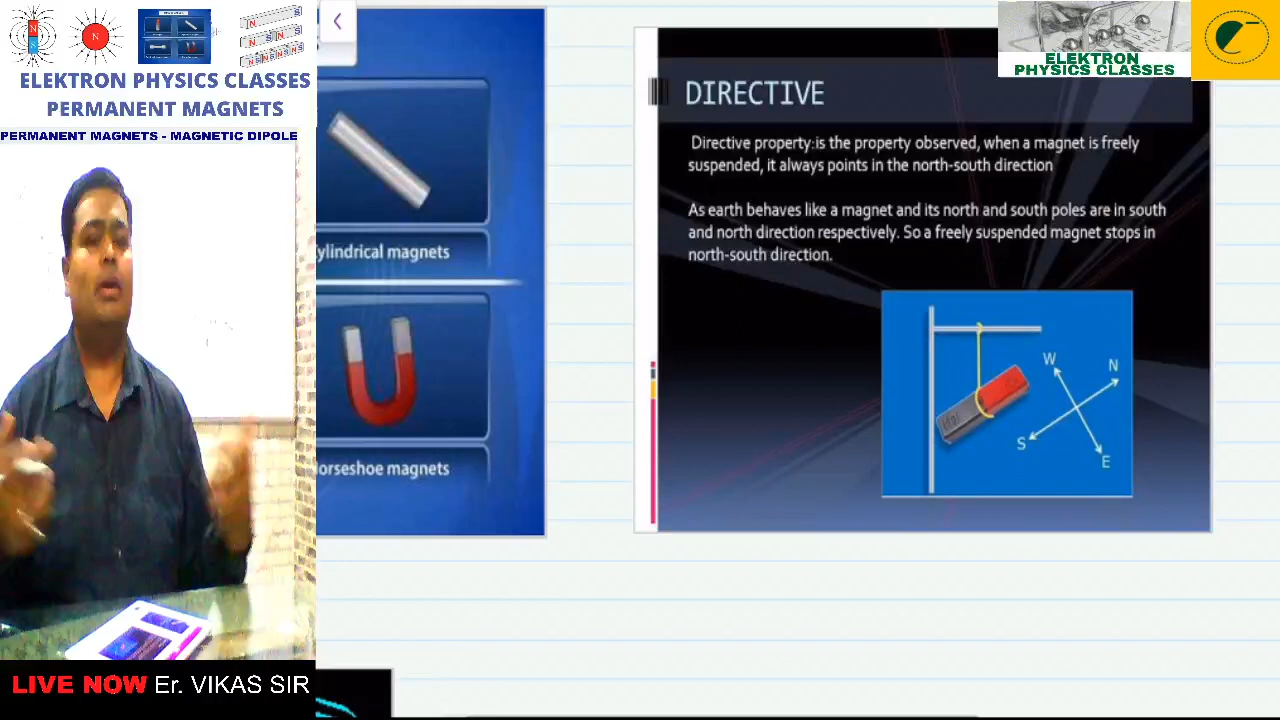 ELEKTRON PHYSICS CLASSES
PERMANENT MAGNETS
PERMANENT MAGNETS - MAGNETIC DIPOLE
LIVE NOW Er. VIKAS SIR
ylindrical magnets
orseshoe magnets
ELEKTRON
PHYSICS CLASSES
DIRECTIVE
Directive property:is the property observed, when a magnet is freely
suspended, it always points in the north-south direction
As earth behaves like a magnet and its north and south poles are in south
and north direction respectively. So a freely suspended magnet stops in
north-south direction.
W
N
S
E